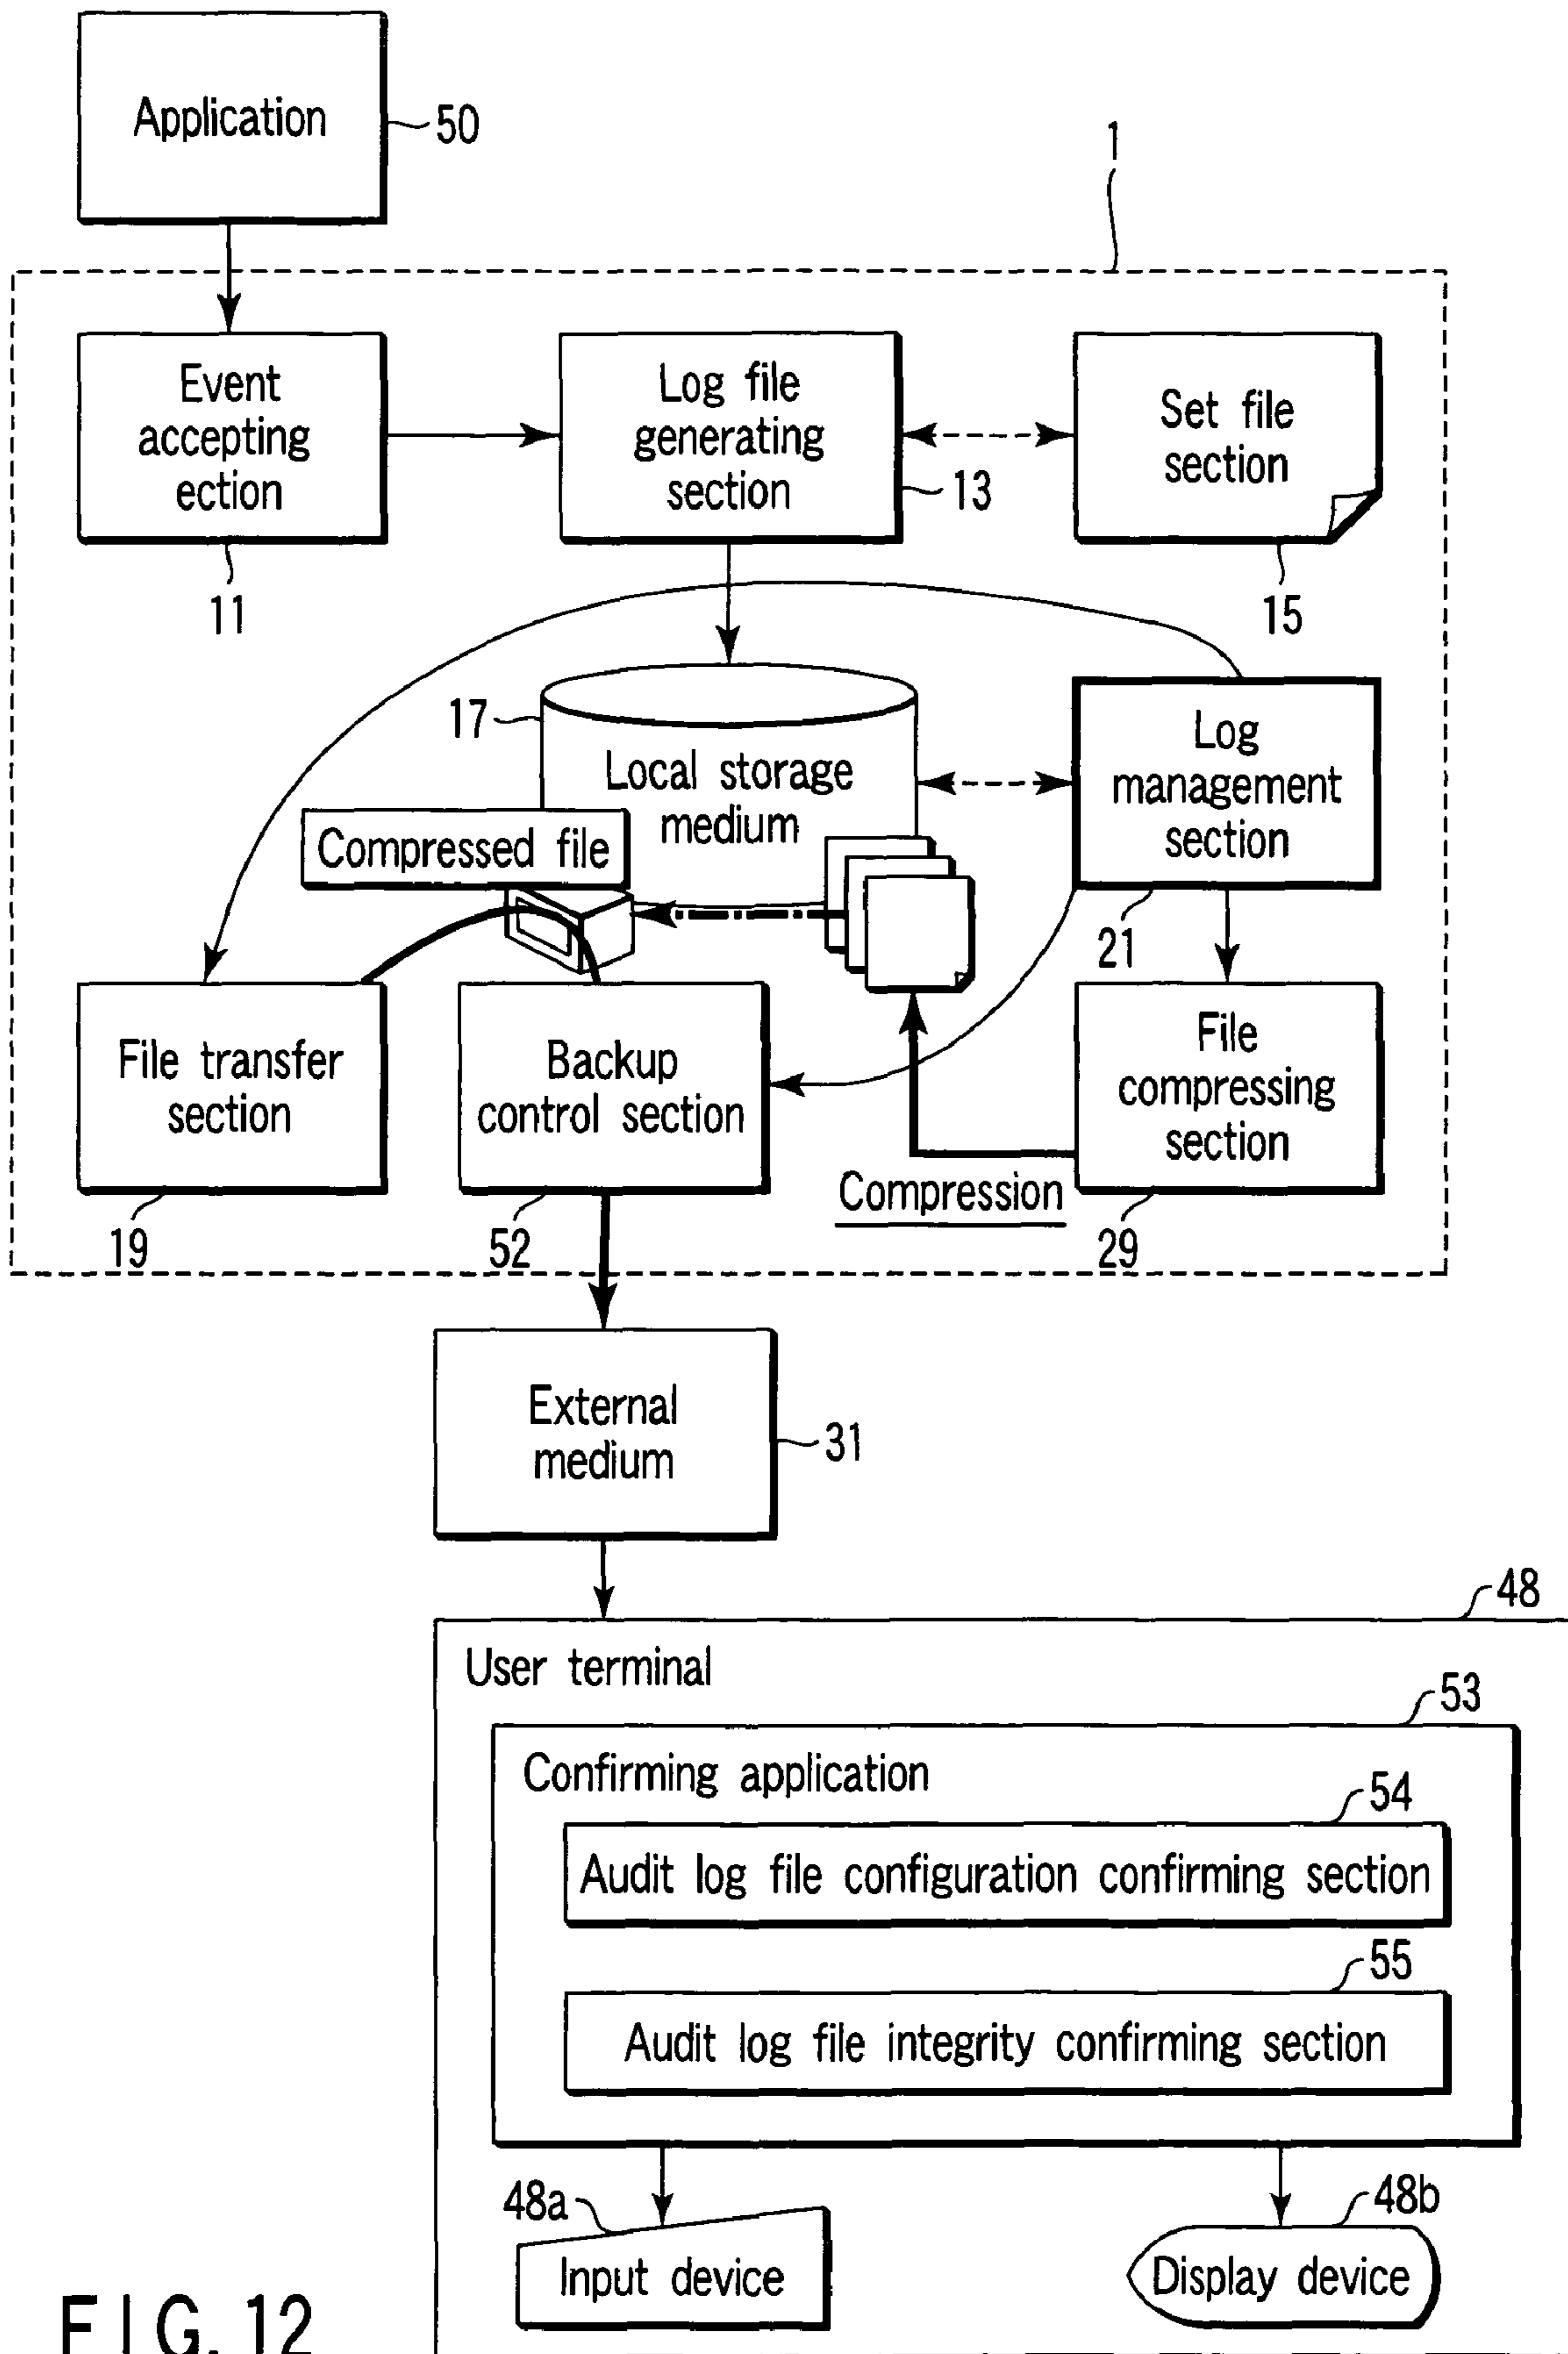 Application
50
1
Event
accepting
ection
11
Log file
generating
section
13
Set file
section
15
17
Local storage
medium
Compressed file
Log
management
section
21
File transfer
section
19
Backup
control section
52
Compression
File
compressing
section
29
External
medium
31
48
User terminal
53
Confirming application
54
Audit log file configuration confirming section
55
Audit log file integrity confirming section
48a
Input device
48b
Display device
FIG. 12